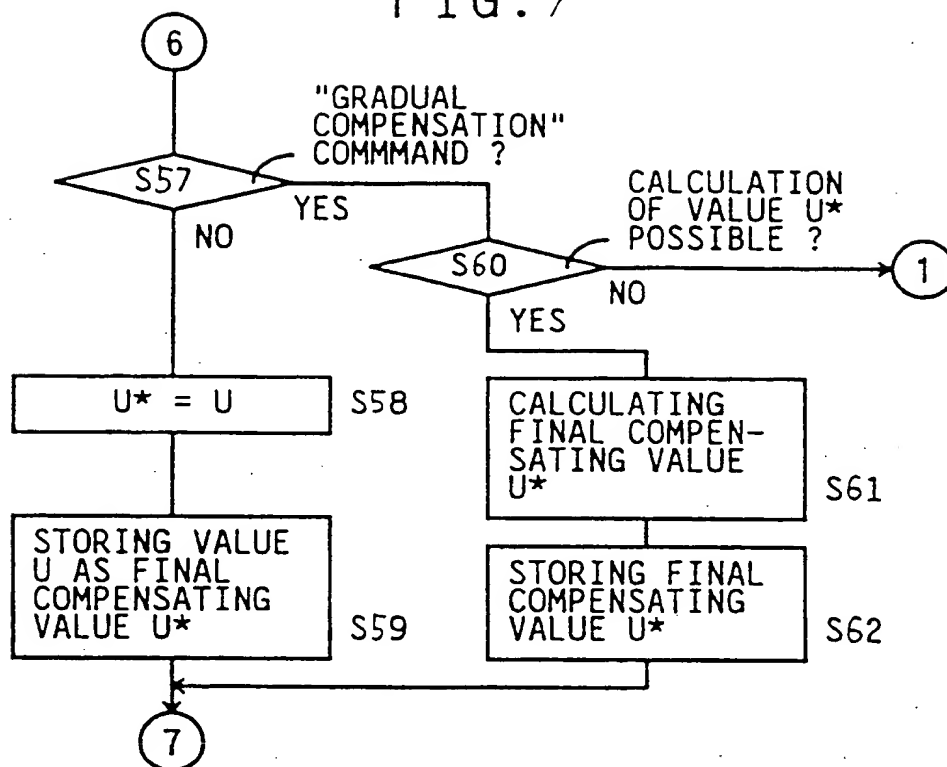 FIG.7
6
"GRADUAL
COMPENSATION"
COMMMAND ?
S57
YES
NO
CALCULATION
OF VALUE U*
POSSIBLE ?
S60
NO
YES
1
U* = U
S58
CALCULATING
FINAL COMPEN-
SATING VALUE
U*
S61
STORING VALUE
U AS FINAL
COMPENSATING
VALUE U*
S59
STORING FINAL
COMPENSATING
VALUE U*
S62
7